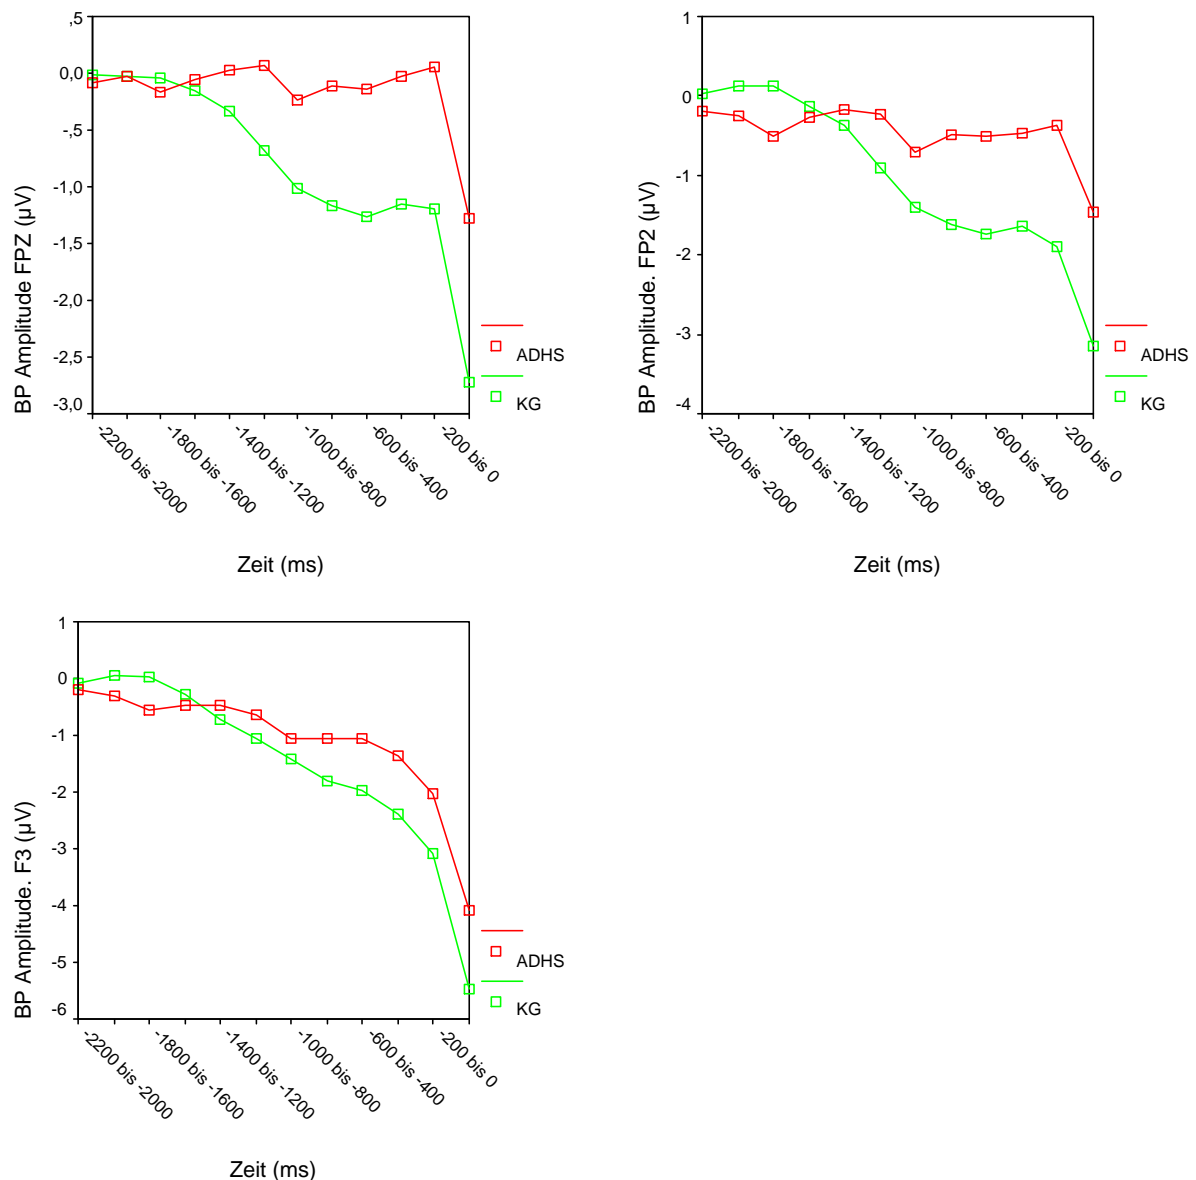 ,5
0,0
-,5
-1,0
-1,5
-2,0
-2,5
-3,0
BP Amplitude FPZ (µV)
-2200 bis -2000
-1800 bis -1600
-1400 bis -1200
-1000 bis -800
-600 bis -400
-200 bis 0
Zeit (ms)
ADHS
KG
1
0
-1
-2
-3
-4
BP Amplitude. FP2 (µV)
-2200 bis -2000
-1800 bis -1600
-1400 bis -1200
-1000 bis -800
-600 bis -400
-200 bis 0
Zeit (ms)
ADHS
KG
1
0
-1
-2
-3
-4
-5
-6
BP Amplitude. F3 (µV)
-2200 bis -2000
-1800 bis -1600
-1400 bis -1200
-1000 bis -800
-600 bis -400
-200 bis 0
Zeit (ms)
ADHS
KG